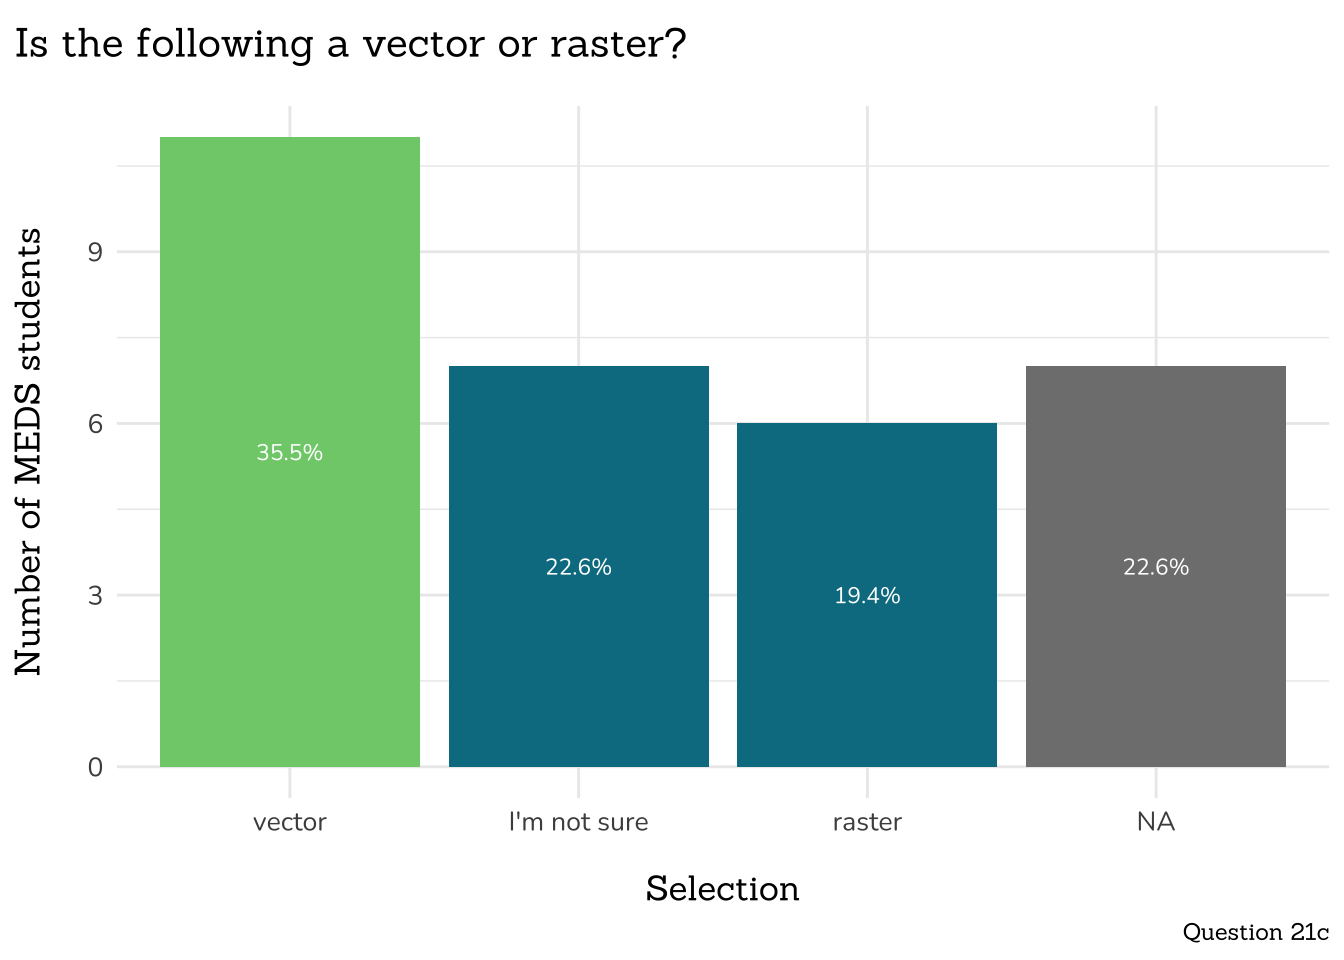 Is the following a vector or raster?
Number of MEDS students
9
6
3
0
35.5%
22.6%
19.4%
22.6%
vector
I'm not sure
raster
NA
Selection
Question 21c